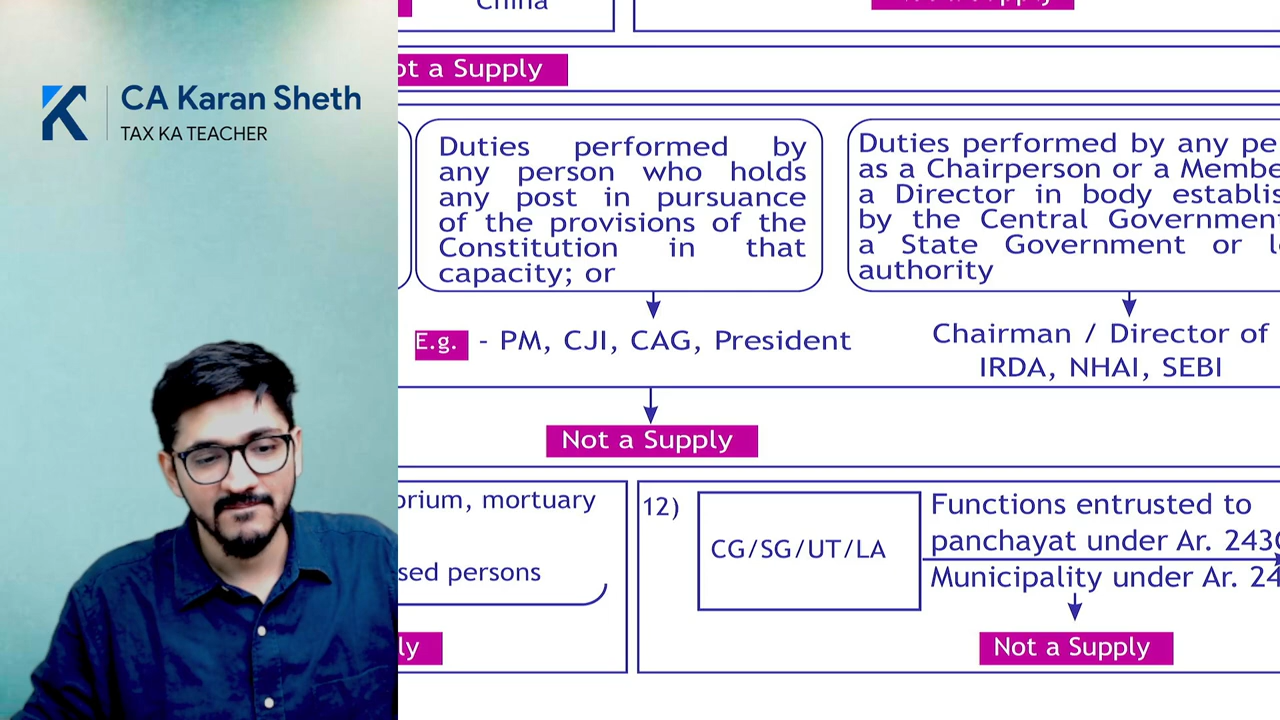 CA Karan Sheth
TAX KA TEACHER
China
ot a Supply
Duties performed by
any person who holds
any post in pursuance
of the provisions of the
Constitution in that
capacity; or
E.g. - PM, CJI, CAG, President
Duties performed by any pe
as a Chairperson or a Membe
a Director in body establis
by the Central Government
a State Government or l
authority
Chairman / Director of
IRDA, NHAI, SEBI
Not a Supply
orium, mortuary
sed persons
ly
12)
CG/SG/UT/LA
Functions entrusted to
panchayat under Ar. 243
Municipality under Ar. 24
Not a Supply